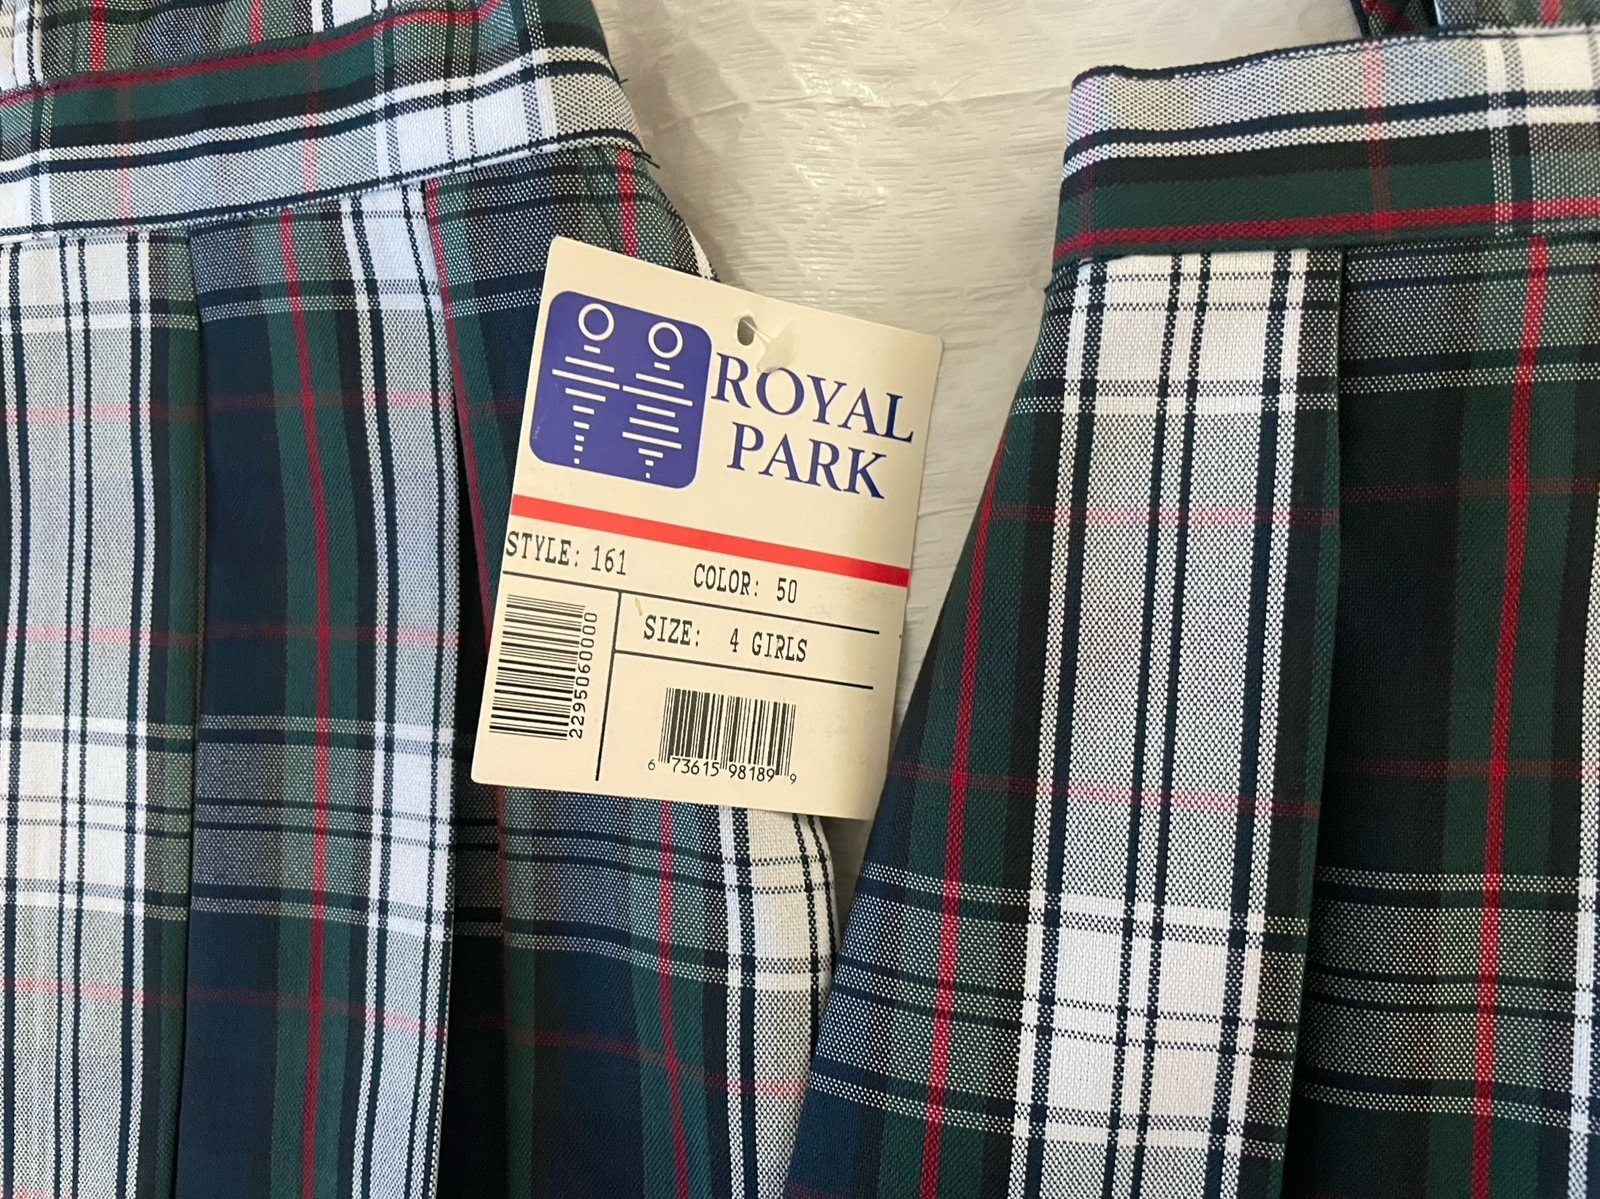 ROYAL
PARK
STYLE: 161 COLOR: 50
SIZE: 4 GIRLS
2295060000
6 73615 98189 9